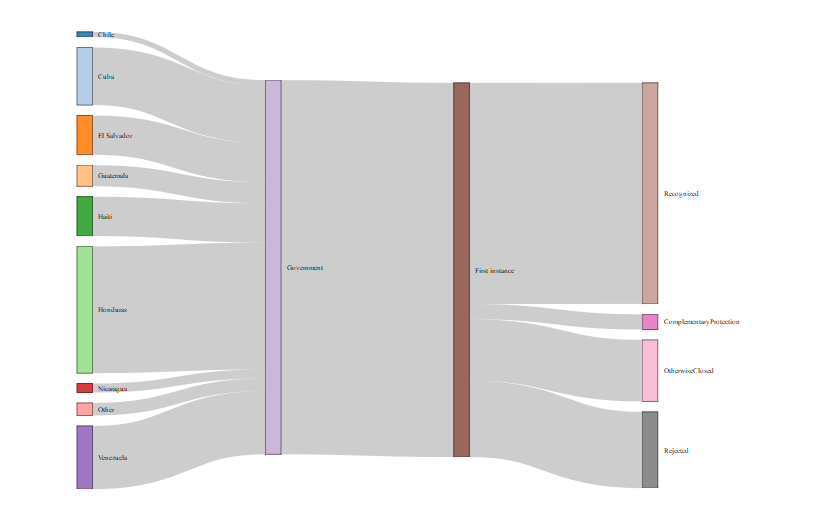 Chile
Cuba
El Salvador
Guatemala
Haiti
Honduras
Nicaragua
Other
Venezuela
Government
First instance
Recognized
ComplementaryProtection
OtherwiseClosed
Rejected